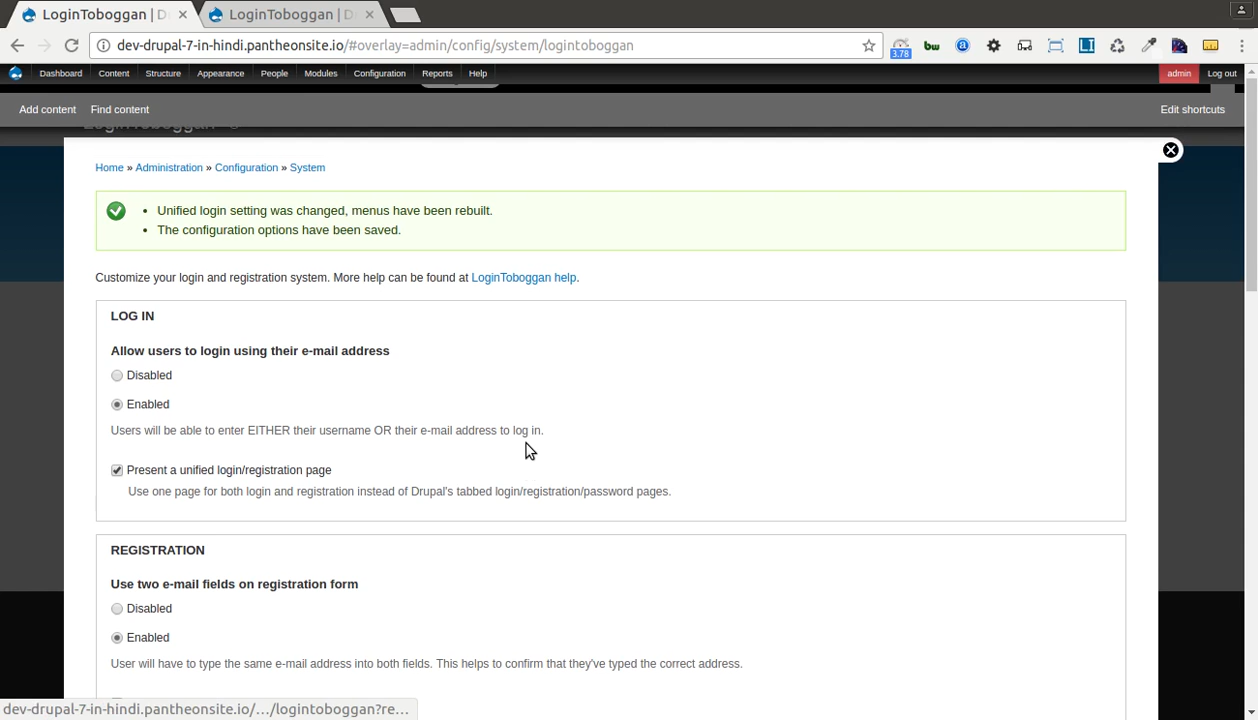 LoginToboggan | D
LoginToboggan | D
dev-drupal-7-in-hindi.pantheonsite.io/#overlay=admin/config/system/logintoboggan
3.78
bw
a
LI
Dashboard Content Structure Appearance People Modules Configuration Reports Help admin Log out
Add content Find content Edit shortcuts
LoginToboggan
Home » Administration » Configuration » System
• Unified login setting was changed, menus have been rebuilt.
• The configuration options have been saved.
Customize your login and registration system. More help can be found at LoginToboggan help.
LOG IN
Allow users to login using their e-mail address
Disabled
Enabled
Users will be able to enter EITHER their username OR their e-mail address to log in.
Present a unified login/registration page
Use one page for both login and registration instead of Drupal's tabbed login/registration/password pages.
REGISTRATION
Use two e-mail fields on registration form
Disabled
Enabled
User will have to type the same e-mail address into both fields. This helps to confirm that they've typed the correct address.
dev-drupal-7-in-hindi.pantheonsite.io/.../logintoboggan?re...